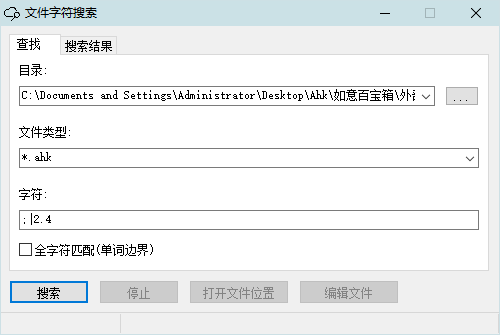 文件字符搜索
查找 搜索结果
目录:
C:\Documents and Settings\Administrator\Desktop\Ahk\如意百宝箱\外
...
文件类型:
*.ahk
字符:
;|2.4
全字符匹配(单词边界)
搜索 停止 打开文件位置 编辑文件